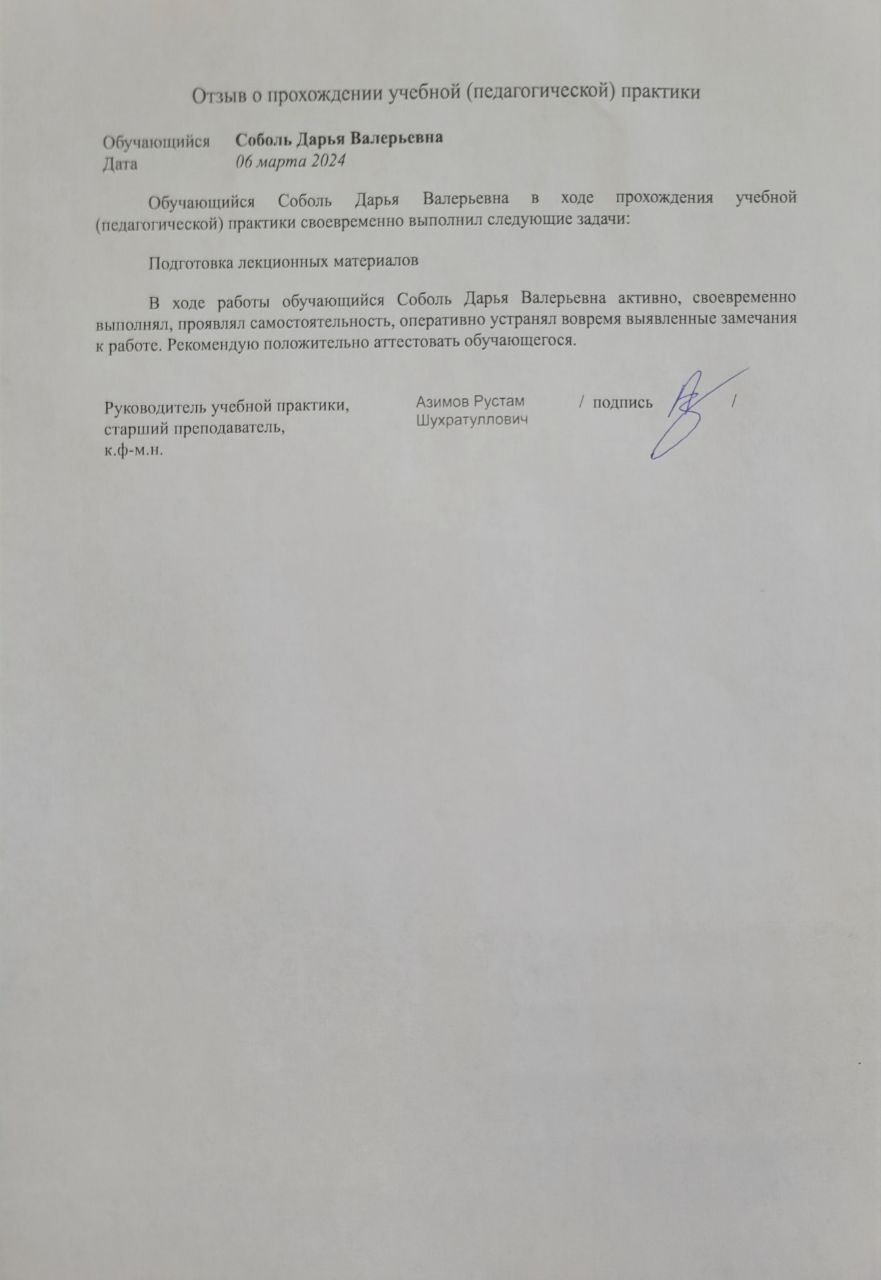 Отзыв о прохождении учебной (педагогической) практики
Обучающийся Соболь Дарья Валерьевна
Дата 06 марта 2024
Обучающийся Соболь Дарья Валерьевна в ходе прохождения учебной
(педагогической) практики своевременно выполнил следующие задачи:
Подготовка лекционных материалов
В ходе работы обучающийся Соболь Дарья Валерьевна активно, своевременно
выполнял, проявлял самостоятельность, оперативно устранял вовремя выявленные замечания
к работе. Рекомендую положительно аттестовать обучающегося.
Руководитель учебной практики,
старший преподаватель,
к.ф-м.н.
Азимов Рустам
Шухратуллович
/ подпись /